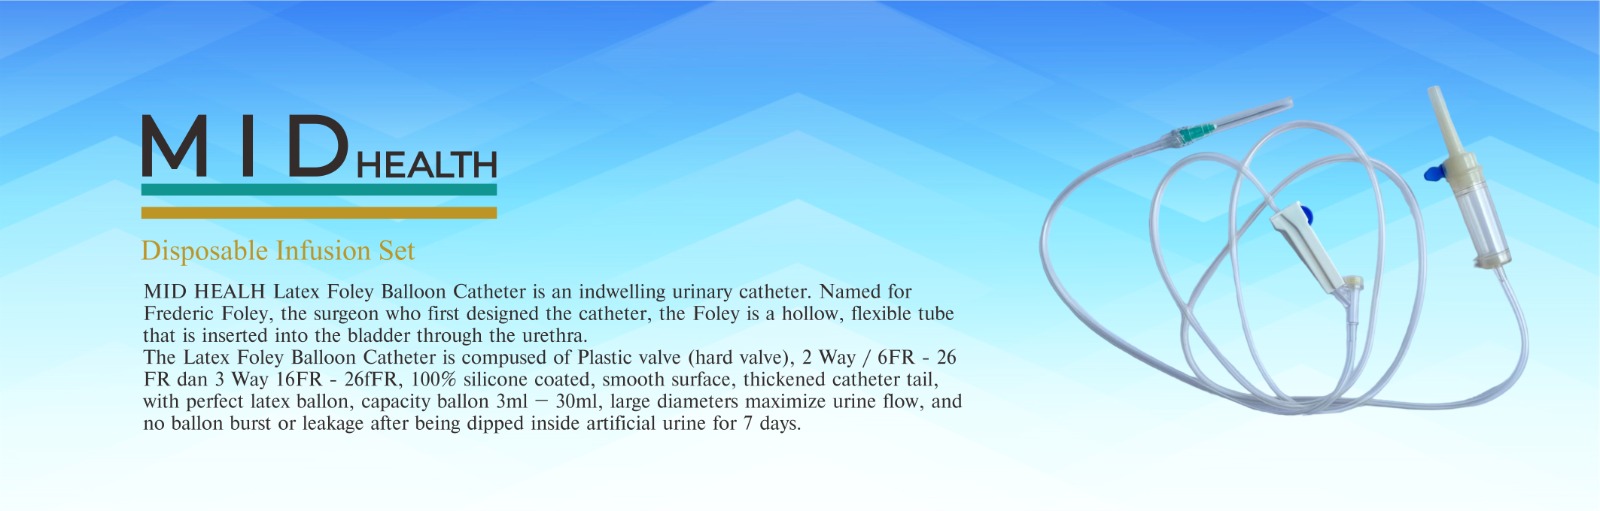 MID HEALTH
Disposable Infusion Set
MID HEALH Latex Foley Balloon Catheter is an indwelling urinary catheter. Named for
Frederic Foley, the surgeon who first designed the catheter, the Foley is a hollow, flexible tube
that is inserted into the bladder through the urethra.
The Latex Foley Balloon Catheter is compused of Plastic valve (hard valve), 2 Way / 6FR - 26
FR dan 3 Way 16FR - 26fFR, 100% silicone coated, smooth surface, thickened catheter tail,
with perfect latex ballon, capacity ballon 3ml – 30ml, large diameters maximize urine flow, and
no ballon burst or leakage after being dipped inside artificial urine for 7 days.